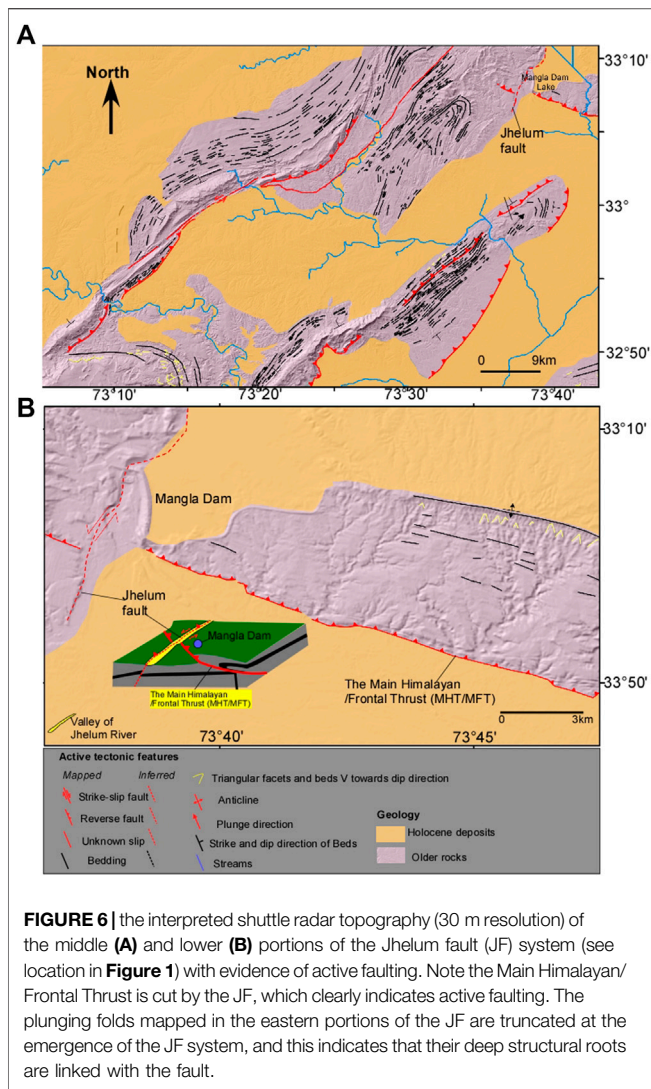 A
North
Mangla Dam
Lake
Jhelum
fault
33°10'
33°
32°50'
0 9km
73°10' 73°20' 73°30' 73°40'
B
33°10'
Mangla Dam
Jhelum
fault
Mangla Dam
The Main Himalayan
/Frontal Thrust (MHT/MFT)
The Main Himalayan
/Frontal Thrust (MHT/MFT)
33°50'
Valley of
Jhelum River
0 3km
73°40' 73°45'
Active tectonic features
Mapped Inferred
Strike-slip fault
Reverse fault
Unknown slip
Bedding
Triangular facets and beds V towards dip direction
Anticline
Plunge direction
Strike and dip direction of Beds
Streams
Geology
Holocene deposits
Older rocks
FIGURE 6 | the interpreted shuttle radar topography (30 m resolution) of
the middle (A) and lower (B) portions of the Jhelum fault (JF) system (see
location in Figure 1) with evidence of active faulting. Note the Main Himalayan/
Frontal Thrust is cut by the JF, which clearly indicates active faulting. The
plunging folds mapped in the eastern portions of the JF are truncated at the
emergence of the JF system, and this indicates that their deep structural roots
are linked with the fault.